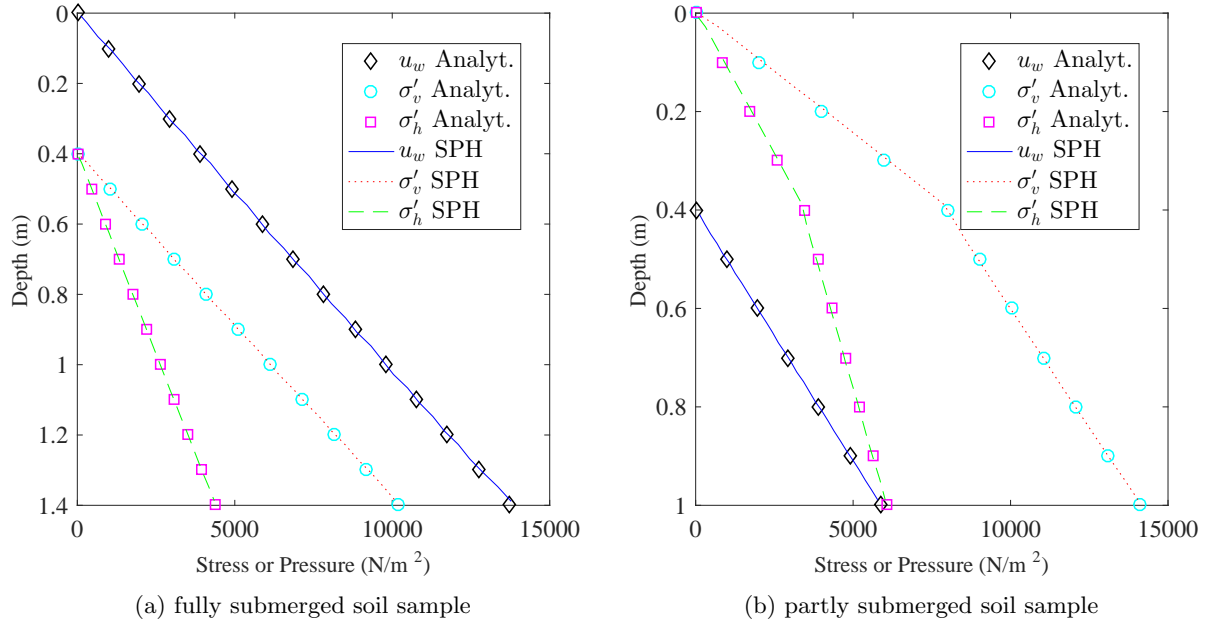 0
0.2
0.4
0.6
0.8
1
1.2
1.4
Depth (m)
0 5000 10000 15000
Stress or Pressure (N/m ²)
u_w Analyt.
σ′_v Analyt.
σ′_h Analyt.
u_w SPH
σ′_v SPH
σ′_h SPH
(a) fully submerged soil sample
0
0.2
0.4
0.6
0.8
1
Depth (m)
0 5000 10000 15000
Stress or Pressure (N/m ²)
u_w Analyt.
σ′_v Analyt.
σ′_h Analyt.
u_w SPH
σ′_v SPH
σ′_h SPH
(b) partly submerged soil sample